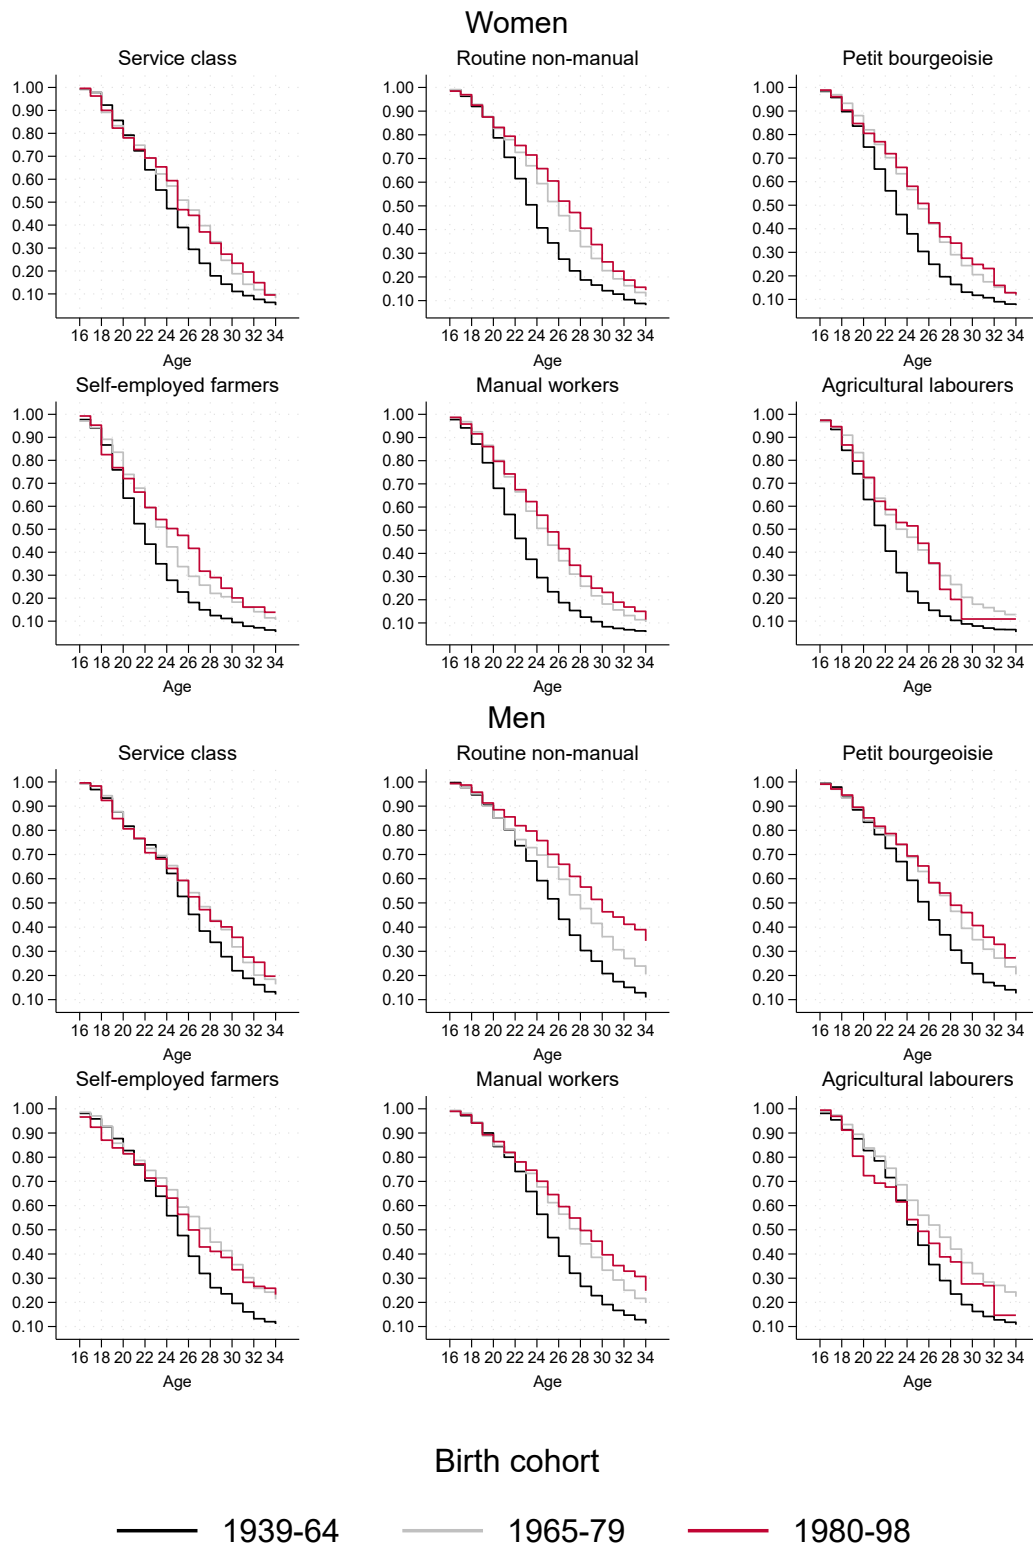 Women
Service class Routine non-manual Petit bourgeoisie
1.00 1.00 1.00
0.90 0.90 0.90
0.80 0.80 0.80
0.70 0.70 0.70
0.60 0.60 0.60
0.50 0.50 0.50
0.40 0.40 0.40
0.30 0.30 0.30
0.20 0.20 0.20
0.10 0.10 0.10
16 18 20 22 24 26 28 30 32 34 16 18 20 22 24 26 28 30 32 34 16 18 20 22 24 26 28 30 32 34
Age Age Age
Self-employed farmers Manual workers Agricultural labourers
1.00 1.00 1.00
0.90 0.90 0.90
0.80 0.80 0.80
0.70 0.70 0.70
0.60 0.60 0.60
0.50 0.50 0.50
0.40 0.40 0.40
0.30 0.30 0.30
0.20 0.20 0.20
0.10 0.10 0.10
16 18 20 22 24 26 28 30 32 34 16 18 20 22 24 26 28 30 32 34 16 18 20 22 24 26 28 30 32 34
Age Age Age
Men
Service class Routine non-manual Petit bourgeoisie
1.00 1.00 1.00
0.90 0.90 0.90
0.80 0.80 0.80
0.70 0.70 0.70
0.60 0.60 0.60
0.50 0.50 0.50
0.40 0.40 0.40
0.30 0.30 0.30
0.20 0.20 0.20
0.10 0.10 0.10
16 18 20 22 24 26 28 30 32 34 16 18 20 22 24 26 28 30 32 34 16 18 20 22 24 26 28 30 32 34
Age Age Age
Self-employed farmers Manual workers Agricultural labourers
1.00 1.00 1.00
0.90 0.90 0.90
0.80 0.80 0.80
0.70 0.70 0.70
0.60 0.60 0.60
0.50 0.50 0.50
0.40 0.40 0.40
0.30 0.30 0.30
0.20 0.20 0.20
0.10 0.10 0.10
16 18 20 22 24 26 28 30 32 34 16 18 20 22 24 26 28 30 32 34 16 18 20 22 24 26 28 30 32 34
Age Age Age
Birth cohort
1939-64 1965-79 1980-98